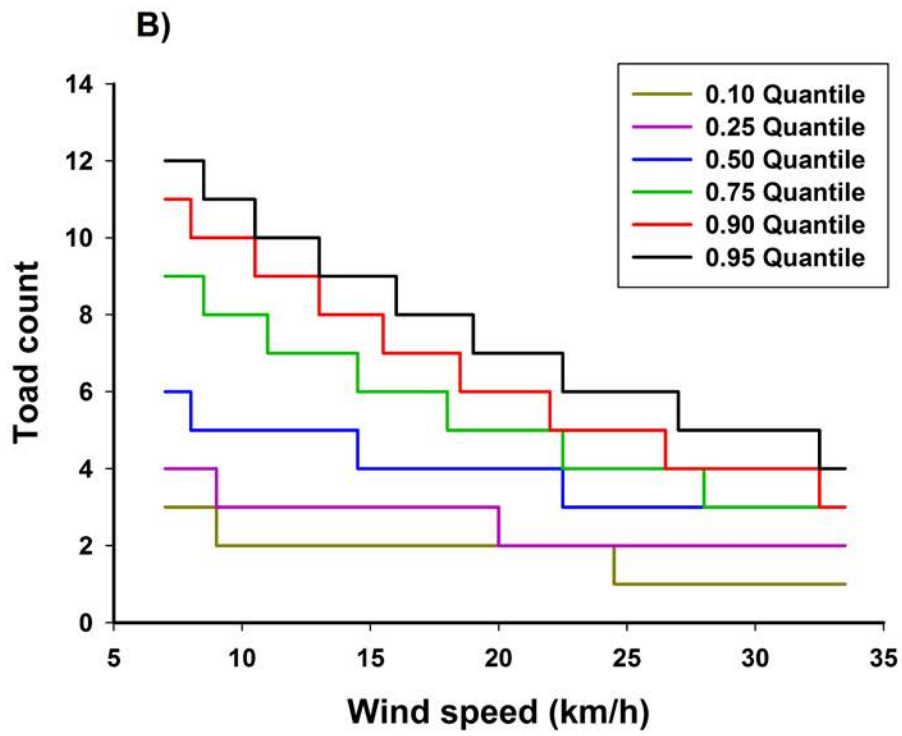 B)
14
12
10
8
6
4
2
0
Toad count
0.10 Quantile
0.25 Quantile
0.50 Quantile
0.75 Quantile
0.90 Quantile
0.95 Quantile
5 10 15 20 25 30 35
Wind speed (km/h)